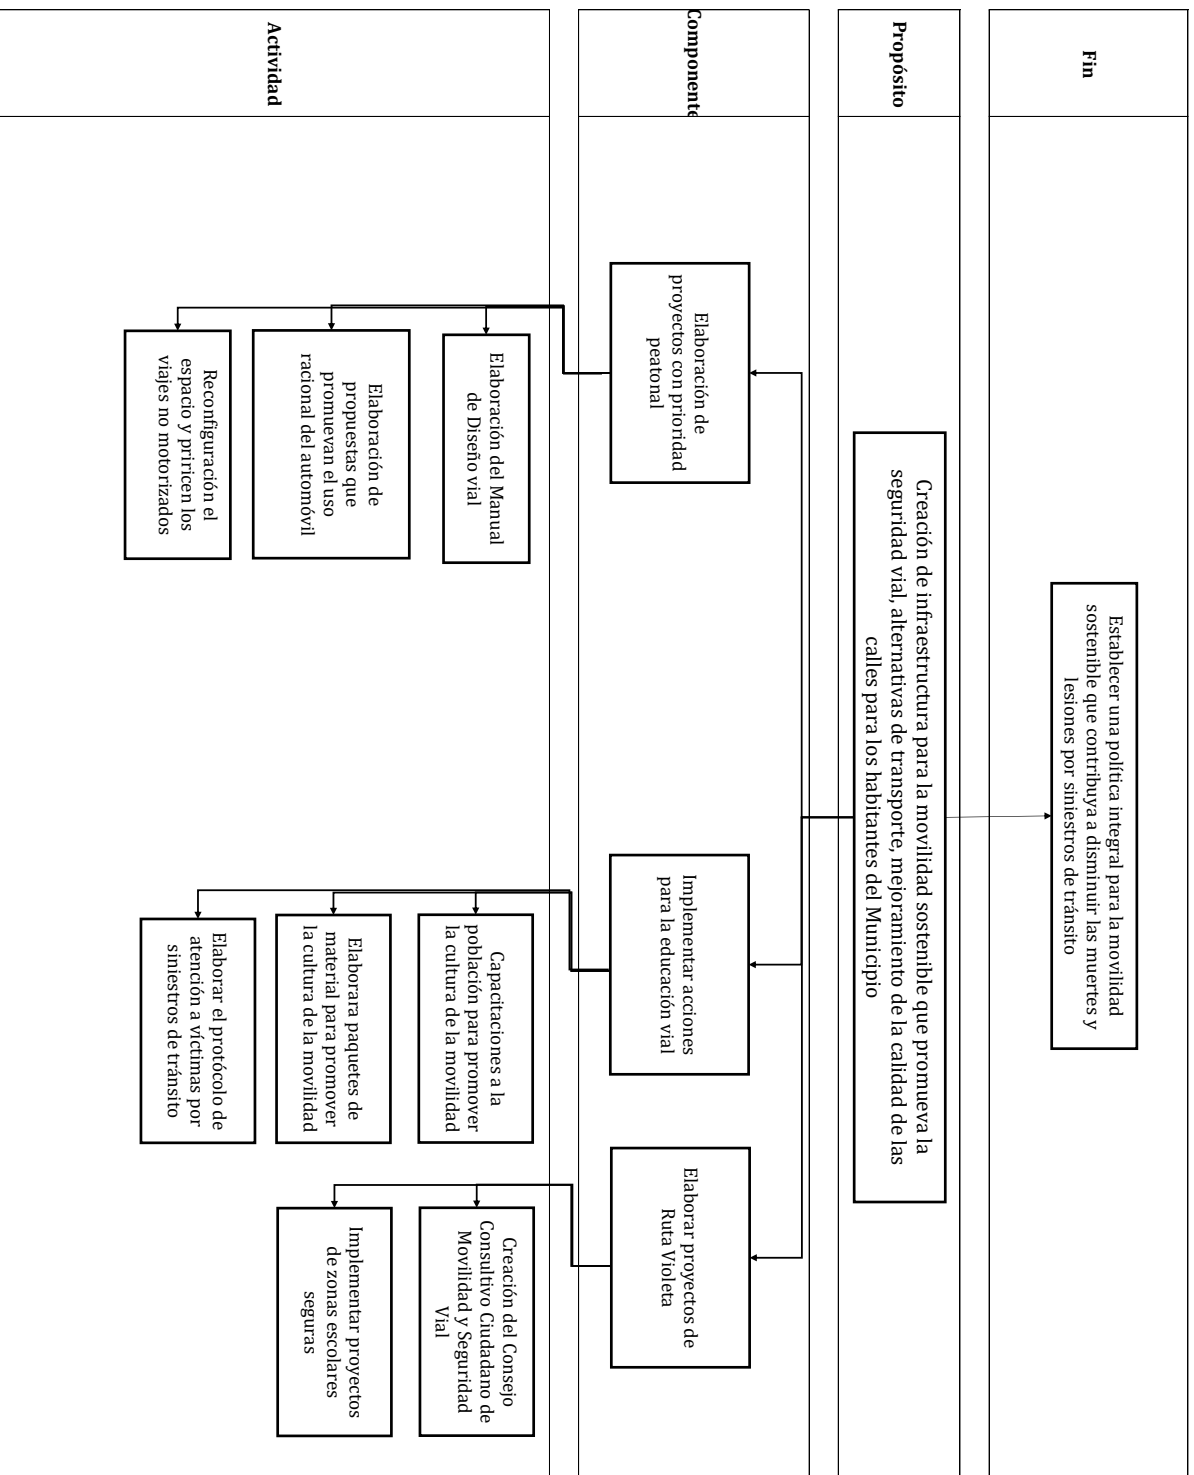 Fin
Establecer una política integral para la movilidad
sostenible que contribuya a disminuir las muertes y
lesiones por siniestros de tránsito
Propósito
Creación de infraestructura para la movilidad sostenible que promueva la
seguridad vial, alternativas de transporte, mejoramiento de la calidad de las
calles para los habitantes del Municipio
Componente
Elaboración de
proyectos con prioridad
peatonal
Implementar acciones
para la educación vial
Elaborar proyectos de
Ruta Violeta
Actividad
Elaboración del Manual
de Diseño vial
Elaboración de
propuestas que
promuevan el uso
racional del automóvil
Reconfiguración el
espacio y priricen los
viajes no motorizados
Capacitaciones a la
población para promover
la cultura de la movilidad
Elaborara paquetes de
material para promover
la cultura de la movilidad
Elaborar el protócolo de
atención a víctimas por
siniestros de tránsito
Creación del Consejo
Consultivo Ciudadano de
Movilidad y Seguridad
Vial
Implementar proyectos
de zonas escolares
seguras